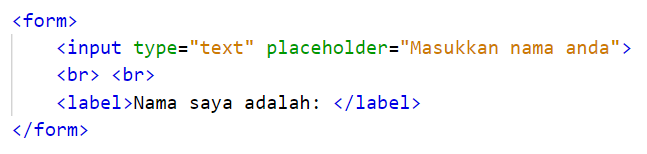 <form>
<input type="text" placeholder="Masukkan nama anda">
<br> <br>
<label>Nama saya adalah: </label>
</form>